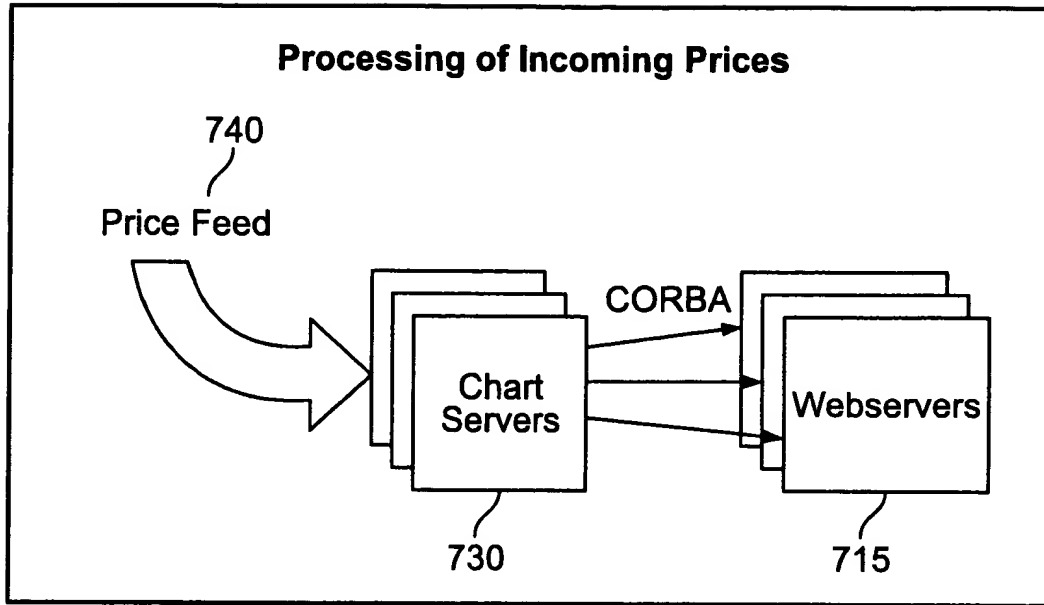 Processing of Incoming Prices
740
Price Feed
CORBA
Chart
Servers
Webservers
730
715